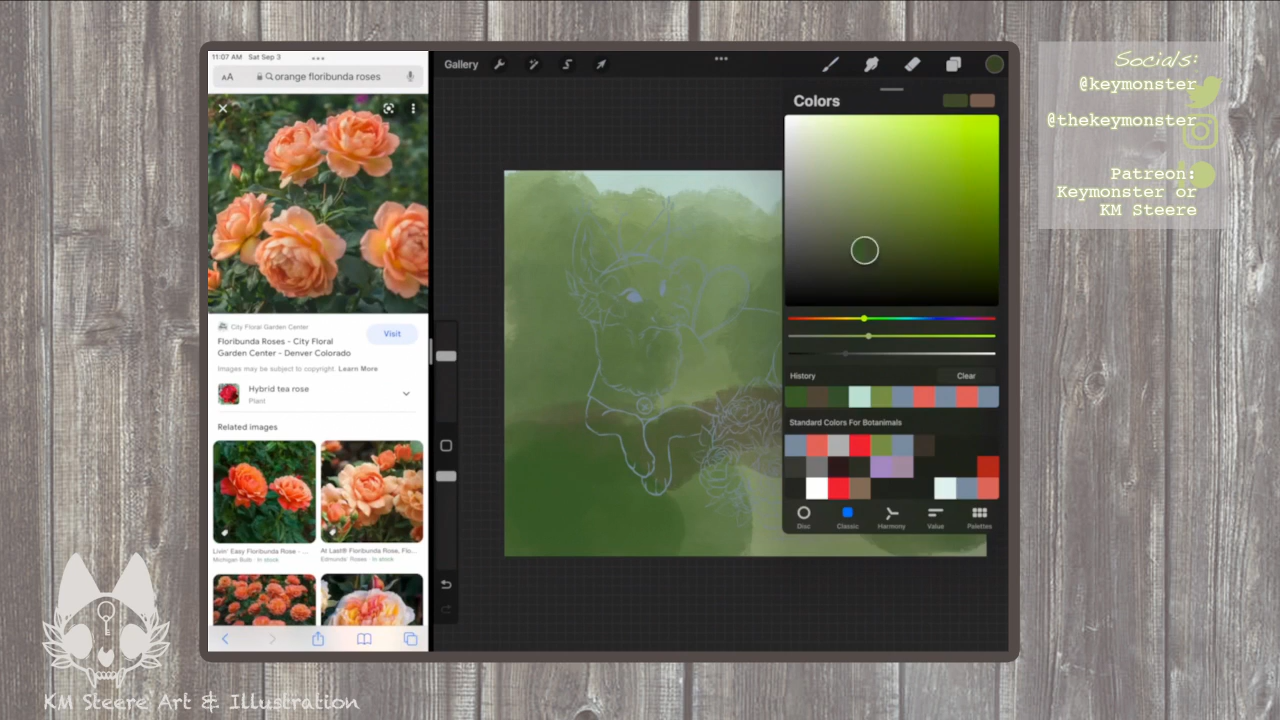 Socials:
@keymonster
@thekeymonster
Patreon:
Keymonster or
KM Steere
11:07 AM Sat Sep 3
AA
orange floribunda roses
City Floral Garden Center
Floribunda Roses - City Floral
Garden Center - Denver Colorado
Visit
Images may be subject to copyright. Learn More
Hybrid tea rose
Plant
Related images
Livin' Easy Floribunda Rose - ...
Michigan Bulb · In stock
At Last® Floribunda Rose, Flo...
Edmunds' Roses · In stock
Gallery
Colors
History
Clear
Standard Colors For Botanimals
Disc
Classic
Harmony
Value
Palettes
KM Steere Art & Illustration